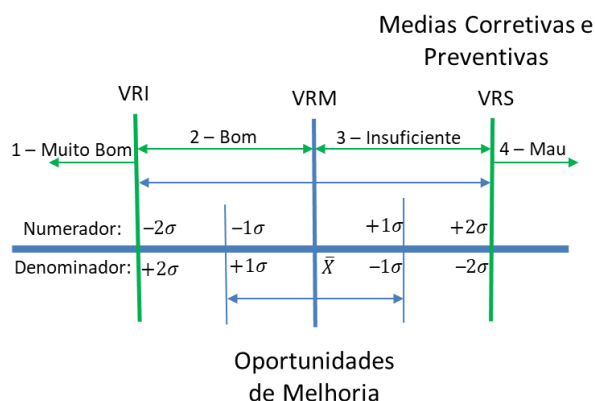 Medias Corretivas e
Preventivas
VRI
VRM
VRS
1 – Muito Bom
2 – Bom
3 – Insuficiente
4 – Mau
Numerador: −2σ −1σ +1σ +2σ
Denominador: +2σ +1σ X̄ −1σ −2σ
Oportunidades
de Melhoria